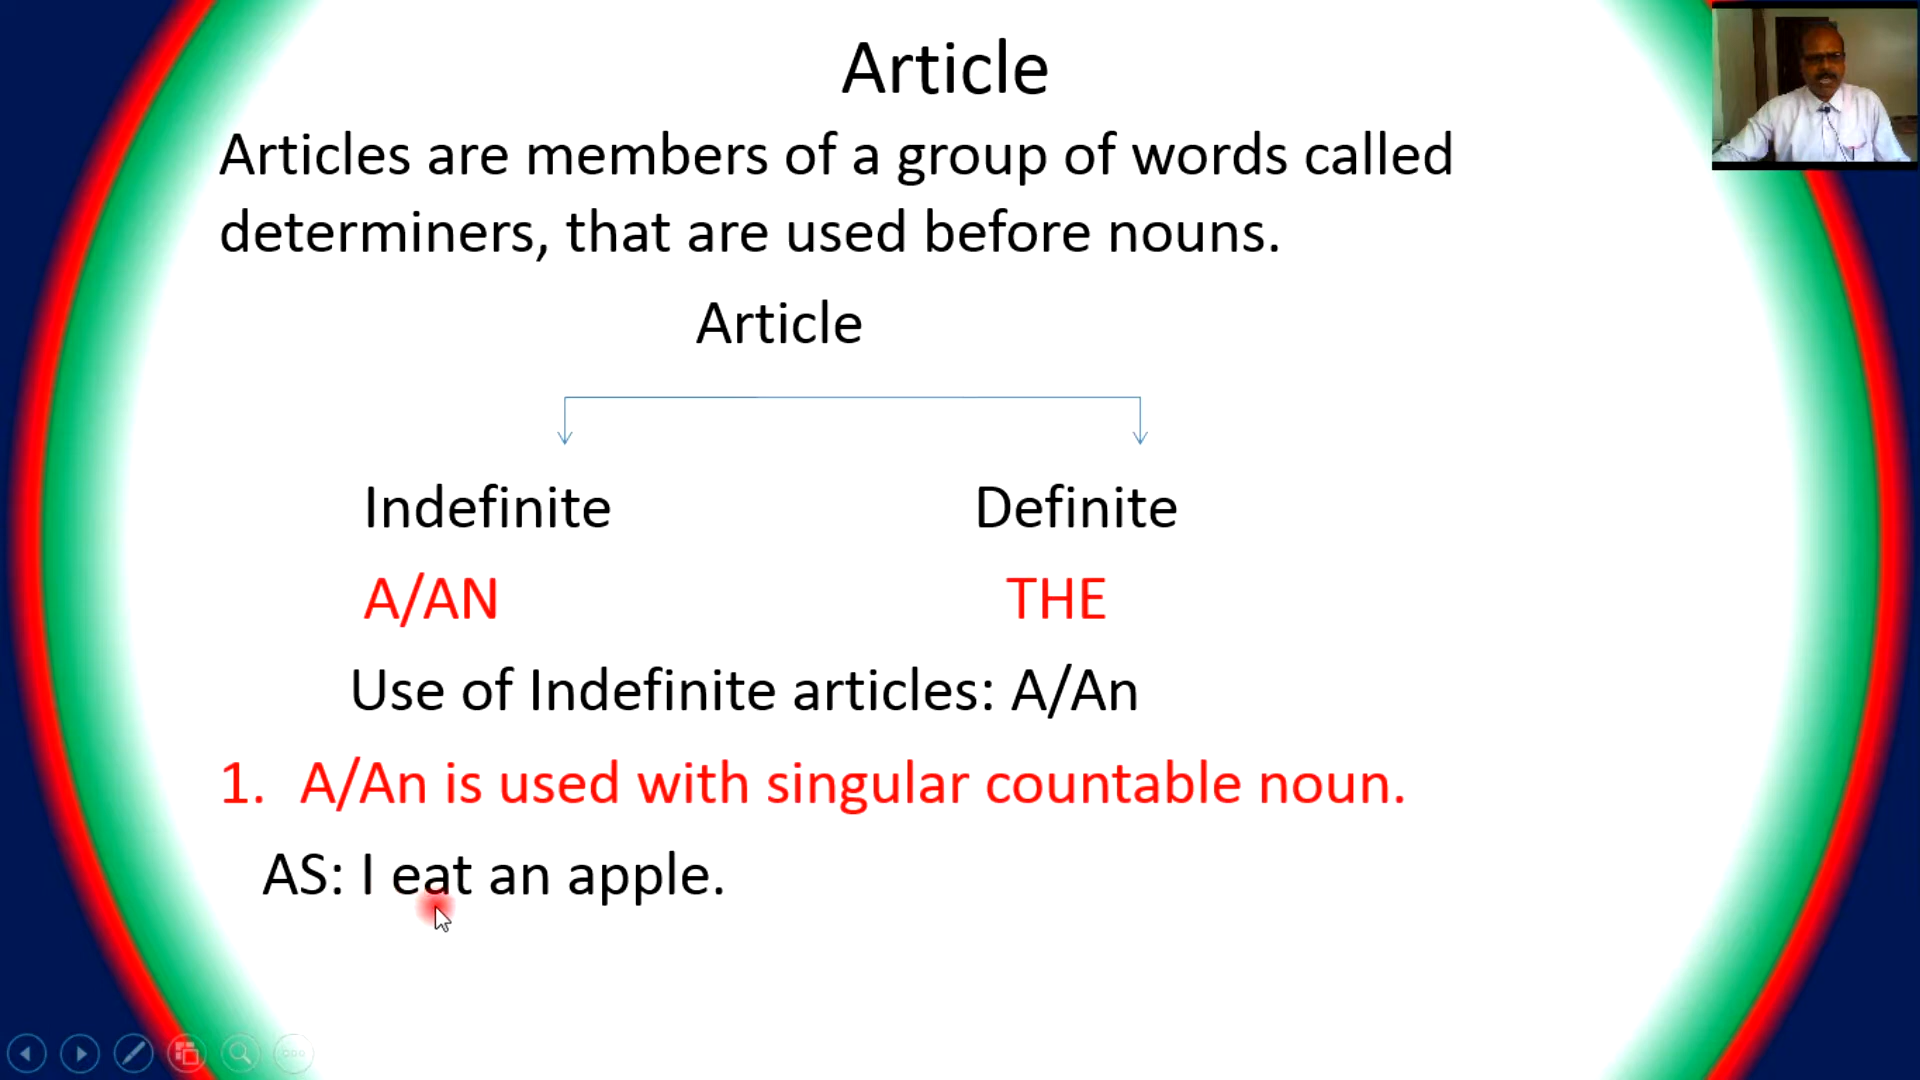 Article
Articles are members of a group of words called
determiners, that are used before nouns.
Article
Indefinite Definite
A/AN THE
Use of Indefinite articles: A/An
1. A/An is used with singular countable noun.
AS: I eat an apple.